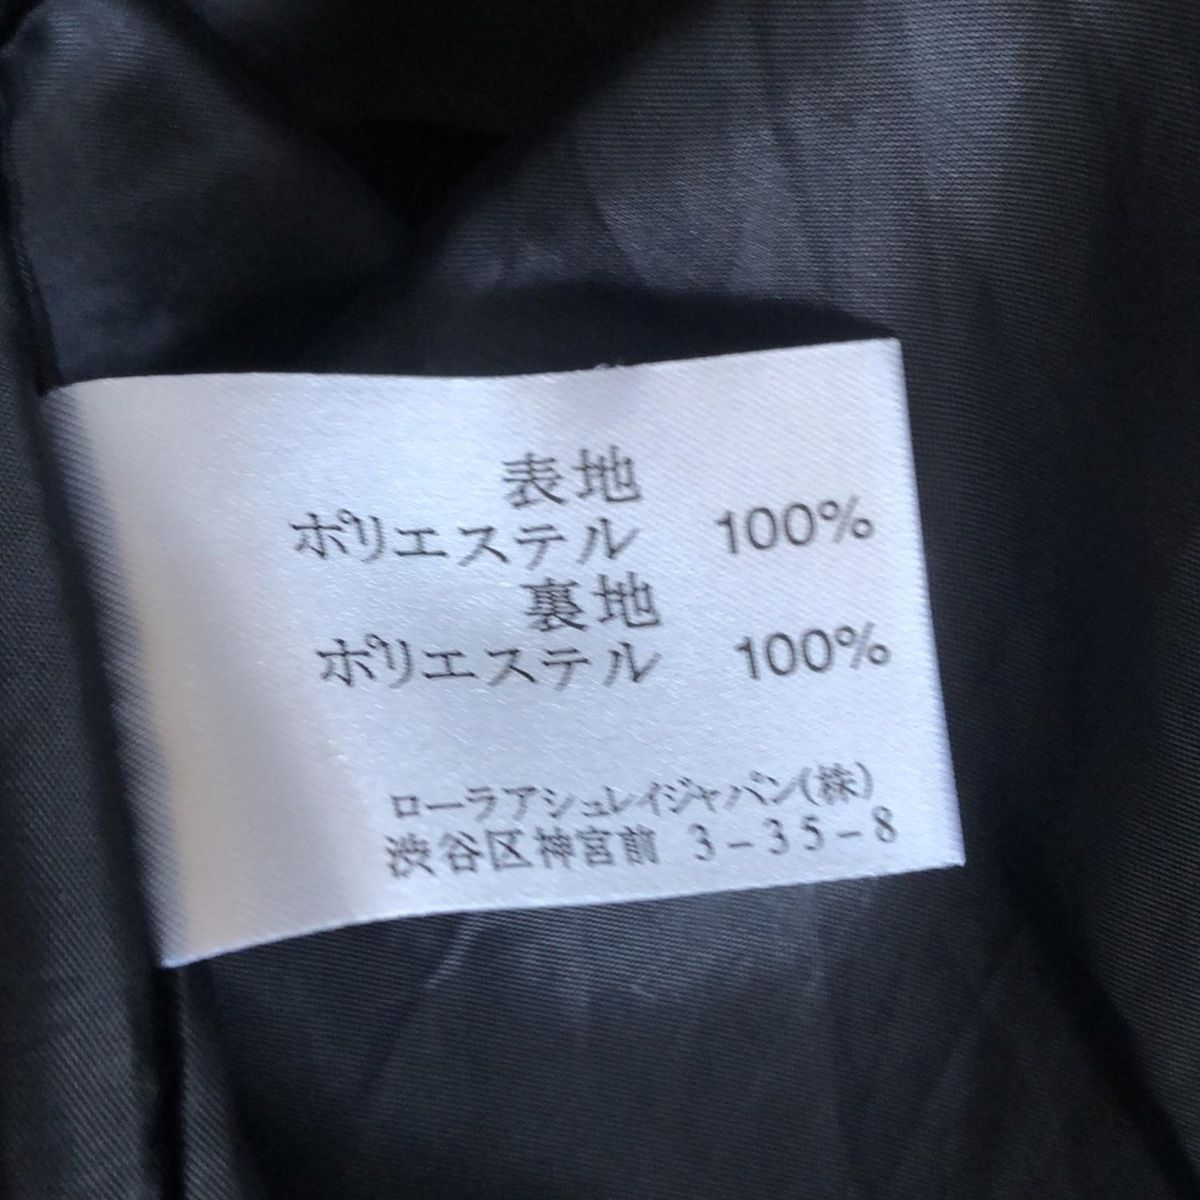 表地
ポリエステル 100%
裏地
ポリエステル 100%
ローラアシュレイジャパン(株)
渋谷区神宮前 3-35-8